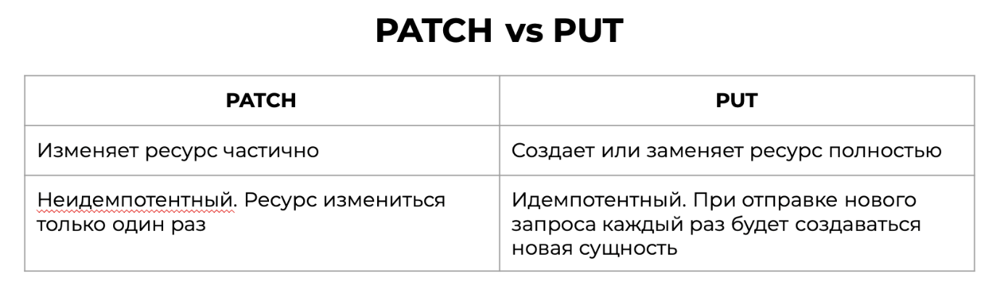 PATCH vs PUT
PATCH
PUT
Изменяет ресурс частично
Создает или заменяет ресурс полностью
Неидемпотентный. Ресурс измениться
только один раз
Идемпотентный. При отправке нового
запроса каждый раз будет создаваться
новая сущность